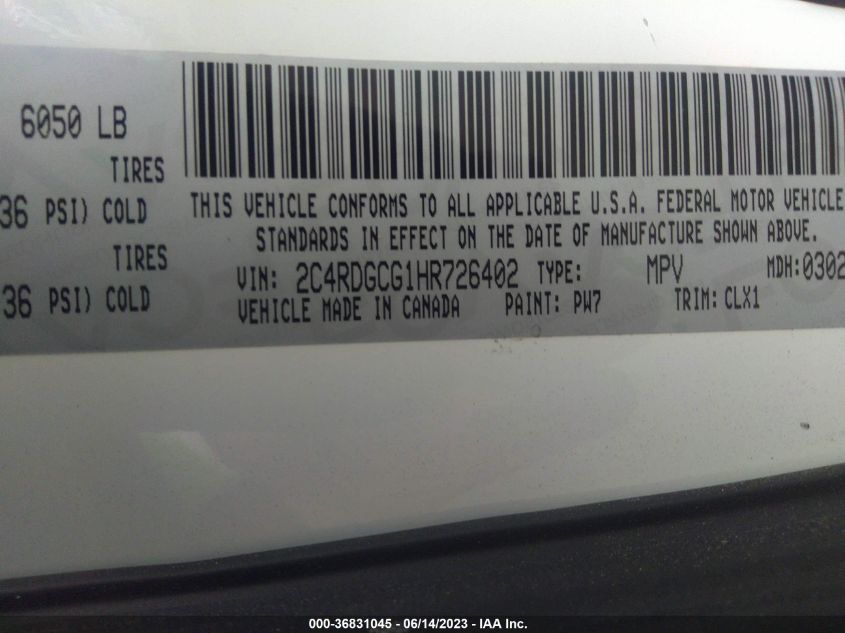 6050 LB
TIRES
36 PSI) COLD
TIRES
36 PSI) COLD
THIS VEHICLE CONFORMS TO ALL APPLICABLE U.S.A. FEDERAL MOTOR VEHICLE
STANDARDS IN EFFECT ON THE DATE OF MANUFACTURE SHOWN ABOVE.
VIN: 2C4RDGCG1HR726402 TYPE: MPV MDH:0302
VEHICLE MADE IN CANADA PAINT: PW7 TRIM: CLX1
000-36831045 - 06/14/2023 - IAA Inc.